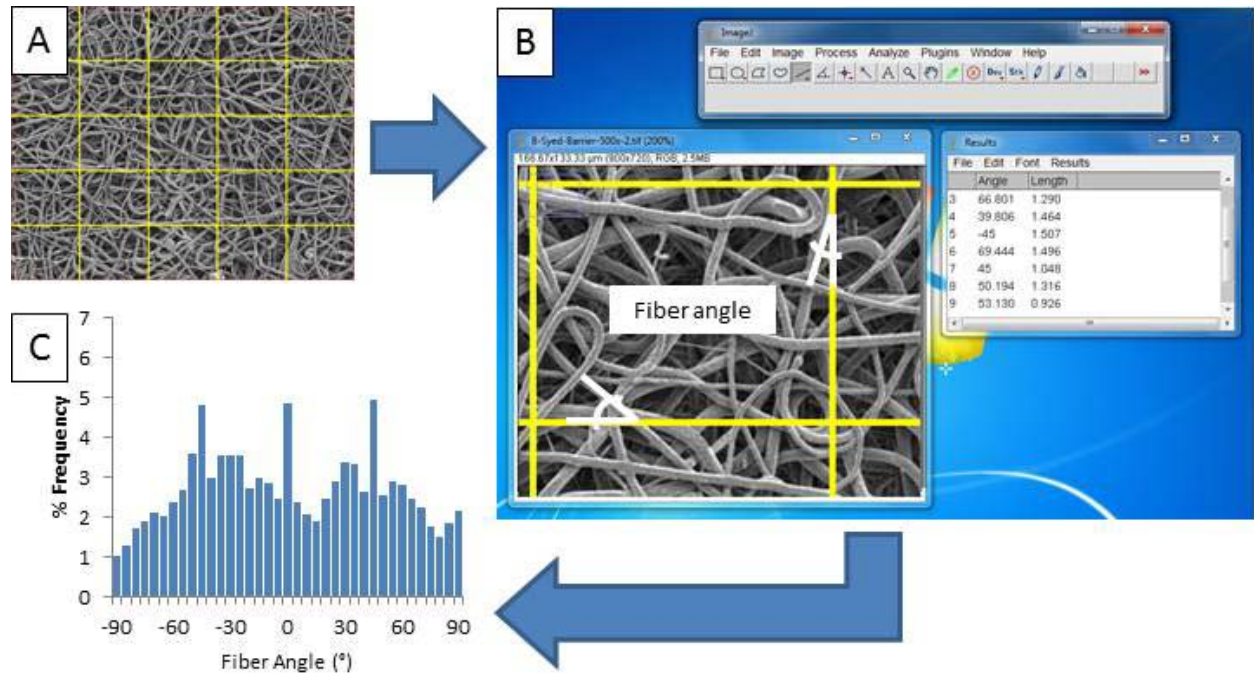 A
B
ImageJ
File Edit Image Process Analyze Plugins Window Help
A Dev Stk >>
B-Syed-Barrier-500x-2.tif (200%)
166.67x133.33 µm (800x720); RGB; 2.5MB
Fiber angle
Results
File Edit Font Results
Angle Length
3 66.801 1.290
4 39.806 1.464
5 -45 1.507
6 69.444 1.496
7 45 1.048
8 50.194 1.316
9 53.130 0.926
C
% Frequency
7
6
5
4
3
2
1
0
-90 -60 -30 0 30 60 90
Fiber Angle (°)